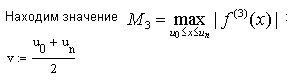 Находим значение M₃ = max |f⁽³⁾(x)| :
u₀≤x≤uₙ
v := (u₀ + uₙ)/2